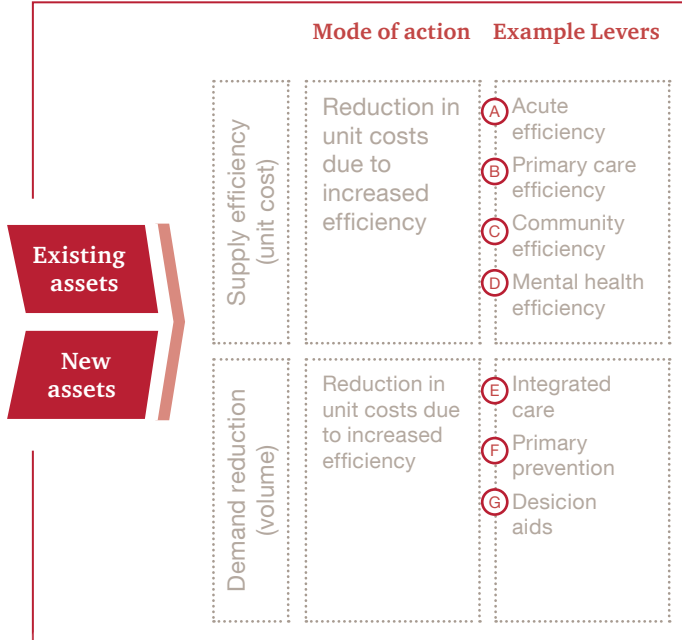 Mode of action
Example Levers
Existing
assets
New
assets
Supply efficiency
(unit cost)
Reduction in
unit costs
due to
increased
efficiency
A Acute
efficiency
B Primary care
efficiency
C Community
efficiency
D Mental health
efficiency
Demand reduction
(volume)
Reduction in
unit costs due
to increased
efficiency
E Integrated
care
F Primary
prevention
G Desicion
aids